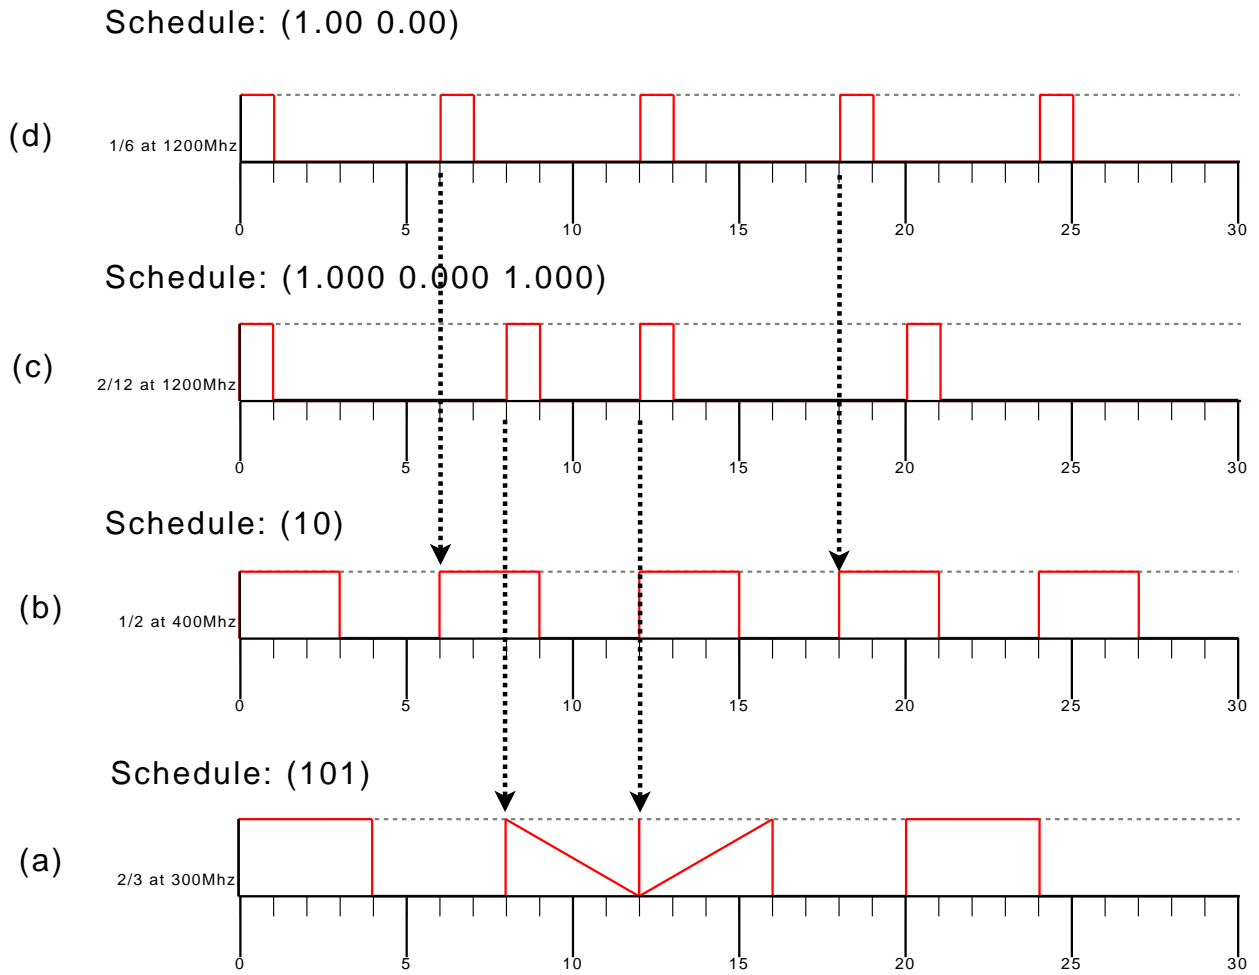 Schedule: (1.00 0.00)
(d)
1/6 at 1200Mhz
0 5 10 15 20 25 30
Schedule: (1.000 0.000 1.000)
(c)
2/12 at 1200Mhz
0 5 10 15 20 25 30
Schedule: (10)
(b)
1/2 at 400Mhz
0 5 10 15 20 25 30
Schedule: (101)
(a)
2/3 at 300Mhz
0 5 10 15 20 25 30